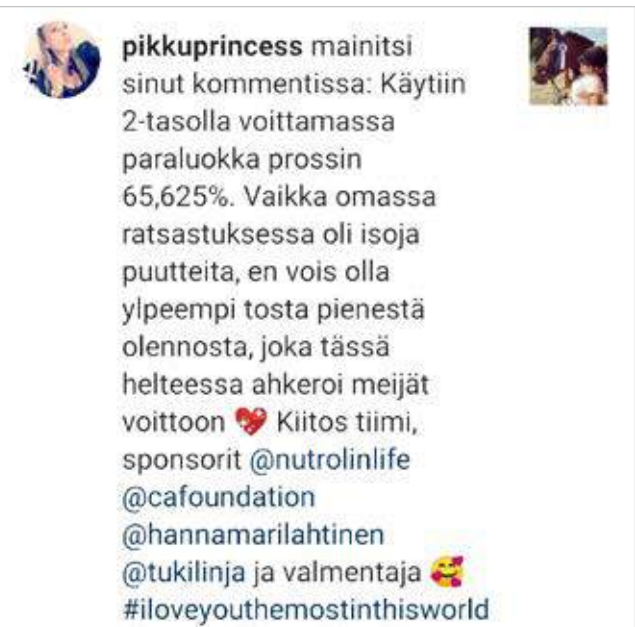 pikkuprincess mainitsi
sinut kommentissa: Käytiin
2-tasolla voittamassa
paraluokka prossin
65,625%. Vaikka omassa
ratsastuksessa oli isoja
puutteita, en vois olla
ylpeempi tosta pienestä
olennosta, joka tässä
helteessa ahkeroi meijät
voittoon 💖 Kiitos tiimi,
sponsorit @nutrolinlife
@cafoundation
@hannamarilahtinen
@tukilinja ja valmentaja 🥰
#iloveyouthemostinthisworld